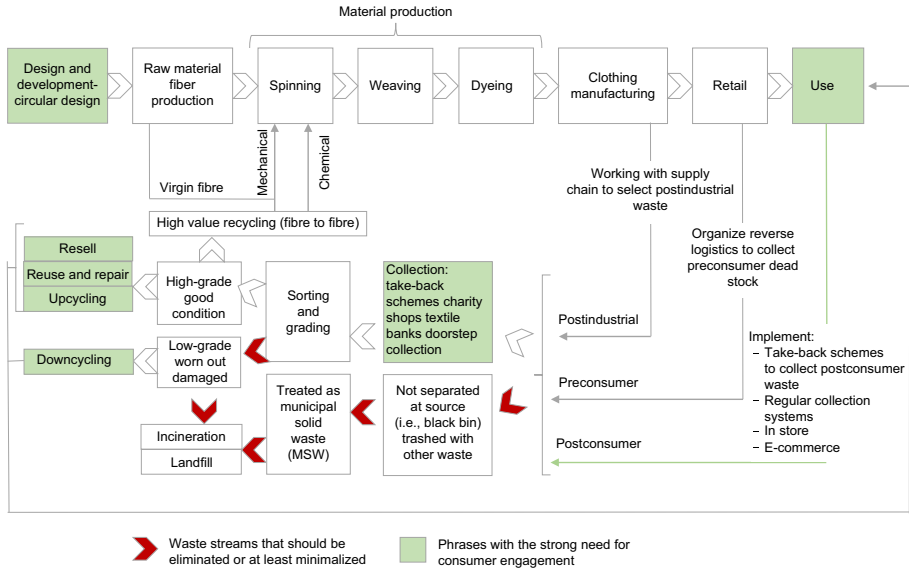 Material production
Design and
development-
circular design
Raw material
fiber
production
Spinning
Weaving
Dyeing
Clothing
manufacturing
Retail
Use
Mechanical
Chemical
Virgin fibre
Working with supply
chain to select postindustrial
waste
High value recycling (fibre to fibre)
Organize reverse
logistics to collect
preconsumer dead
stock
Resell
Reuse and repair
Upcycling
High-grade
good
condition
Sorting
and
grading
Collection:
take-back
schemes charity
shops textile
banks doorstep
collection
Postindustrial
Implement:
– Take-back schemes
to collect postconsumer
waste
– Regular collection
systems
– In store
– E-commerce
Downcycling
Low-grade
worn out
damaged
Treated as
municipal
solid
waste
(MSW)
Not separated
at source
(i.e., black bin)
trashed with
other waste
Preconsumer
Postconsumer
Incineration
Landfill
Waste streams that should be
eliminated or at least minimalized
Phrases with the strong need for
consumer engagement